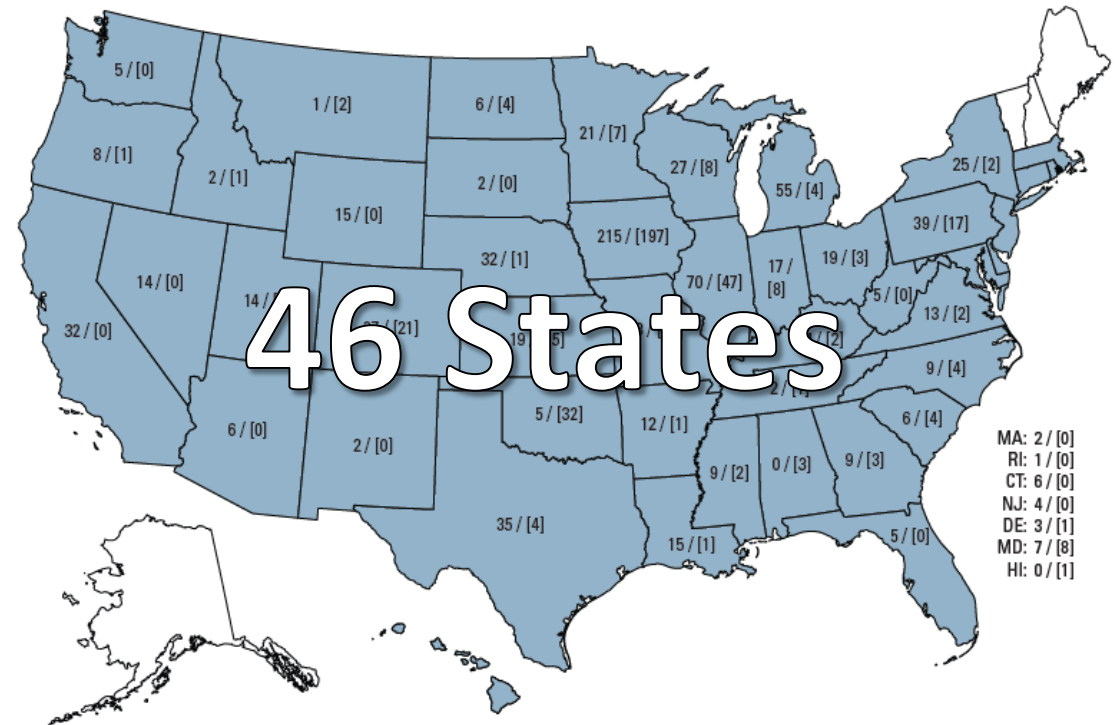 5 / [0]
1 / [2]
6 / [4]
21 / [7]
8 / [1]
2 / [1]
2 / [0]
27 / [8]
55 / [4]
25 / [2]
15 / [0]
215 / [197]
39 / [17]
32 / [1]
14 / [0]
70 / [47]
17 /
[8]
19 / [3]
5 / [0]
13 / [2]
32 / [0]
46 States
9 / [4]
6 / [0]
2 / [0]
5 / [32]
12 / [1]
6 / [4]
9 / [2]
0 / [3]
9 / [3]
35 / [4]
15 / [1]
5 / [0]
MA: 2 / [0]
RI: 1 / [0]
CT: 6 / [0]
NJ: 4 / [0]
DE: 3 / [1]
MD: 7 / [8]
HI: 0 / [1]